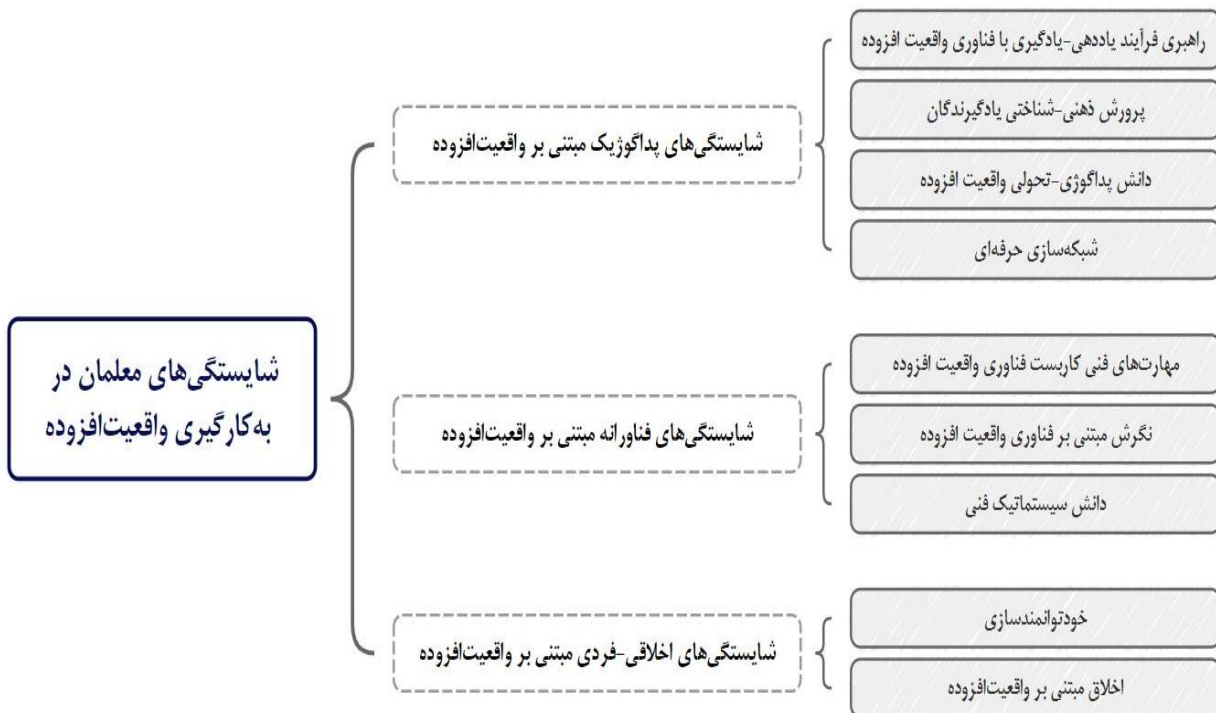 شایستگی‌های معلمان در
به‌کارگیری واقعیت‌افزوده
شایستگی‌های پداگوژیک مبتنی بر واقعیت‌افزوده
راهبری فرآیند یاددهی-یادگیری با فناوری واقعیت افزوده
پرورش ذهنی-شناختی یادگیرندگان
دانش پداگوژی-تحولی واقعیت افزوده
شبکه‌سازی حرفه‌ای
شایستگی‌های فناورانه مبتنی بر واقعیت‌افزوده
مهارت‌های فنی کاربست فناوری واقعیت افزوده
نگرش مبتنی بر فناوری واقعیت افزوده
دانش سیستماتیک فنی
شایستگی‌های اخلاقی-فردی مبتنی بر واقعیت‌افزوده
خودتوانمندسازی
اخلاق مبتنی بر واقعیت‌افزوده